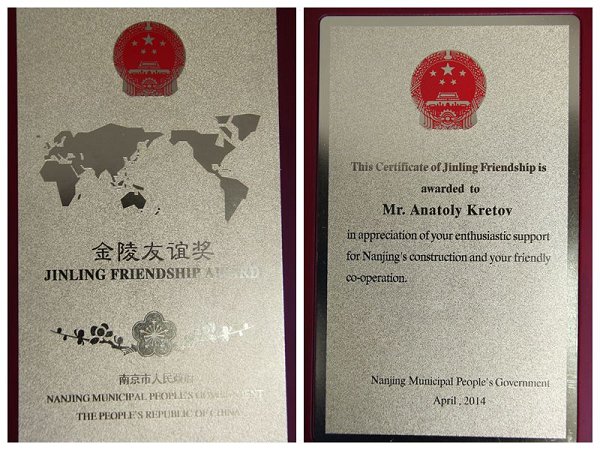 金陵友谊奖
JINLING FRIENDSHIP AWARD
南京市人民政府
NANJING MUNICIPAL PEOPLE'S GOVERNMENT
THE PEOPLE'S REPUBLIC OF CHINA
This Certificate of Jinling Friendship is
awarded to
Mr. Anatoly Kretov
in appreciation of your enthusiastic support
for Nanjing's construction and your friendly
co-operation.
Nanjing Municipal People's Government
April , 2014